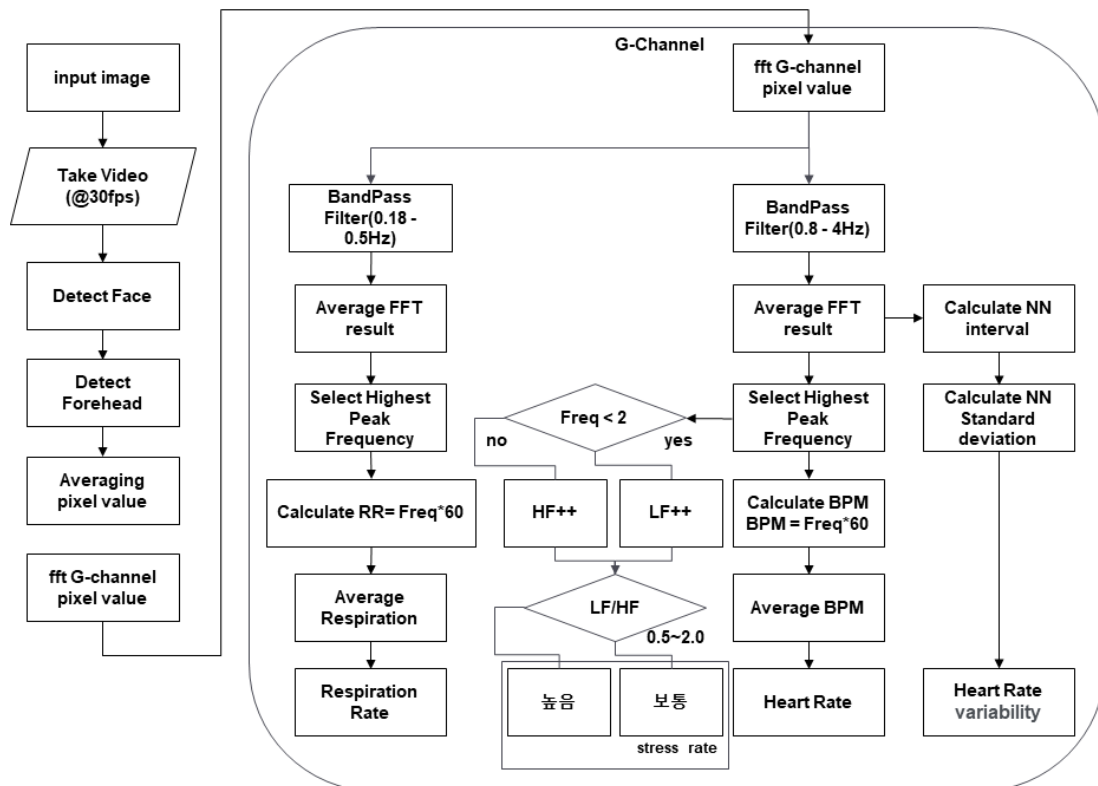 input image
Take Video
(@30fps)
Detect Face
Detect
Forehead
Averaging
pixel value
fft G-channel
pixel value
G-Channel
fft G-channel
pixel value
BandPass
Filter(0.18 -
0.5Hz)
Average FFT
result
Select Highest
Peak
Frequency
Calculate RR= Freq*60
Average
Respiration
Respiration
Rate
BandPass
Filter(0.8 - 4Hz)
Average FFT
result
Select Highest
Peak
Frequency
Freq < 2
no
yes
HF++
LF++
LF/HF
0.5~2.0
높음
보통
stress rate
Calculate BPM
BPM = Freq*60
Average BPM
Heart Rate
Calculate NN
interval
Calculate NN
Standard
deviation
Heart Rate
variability